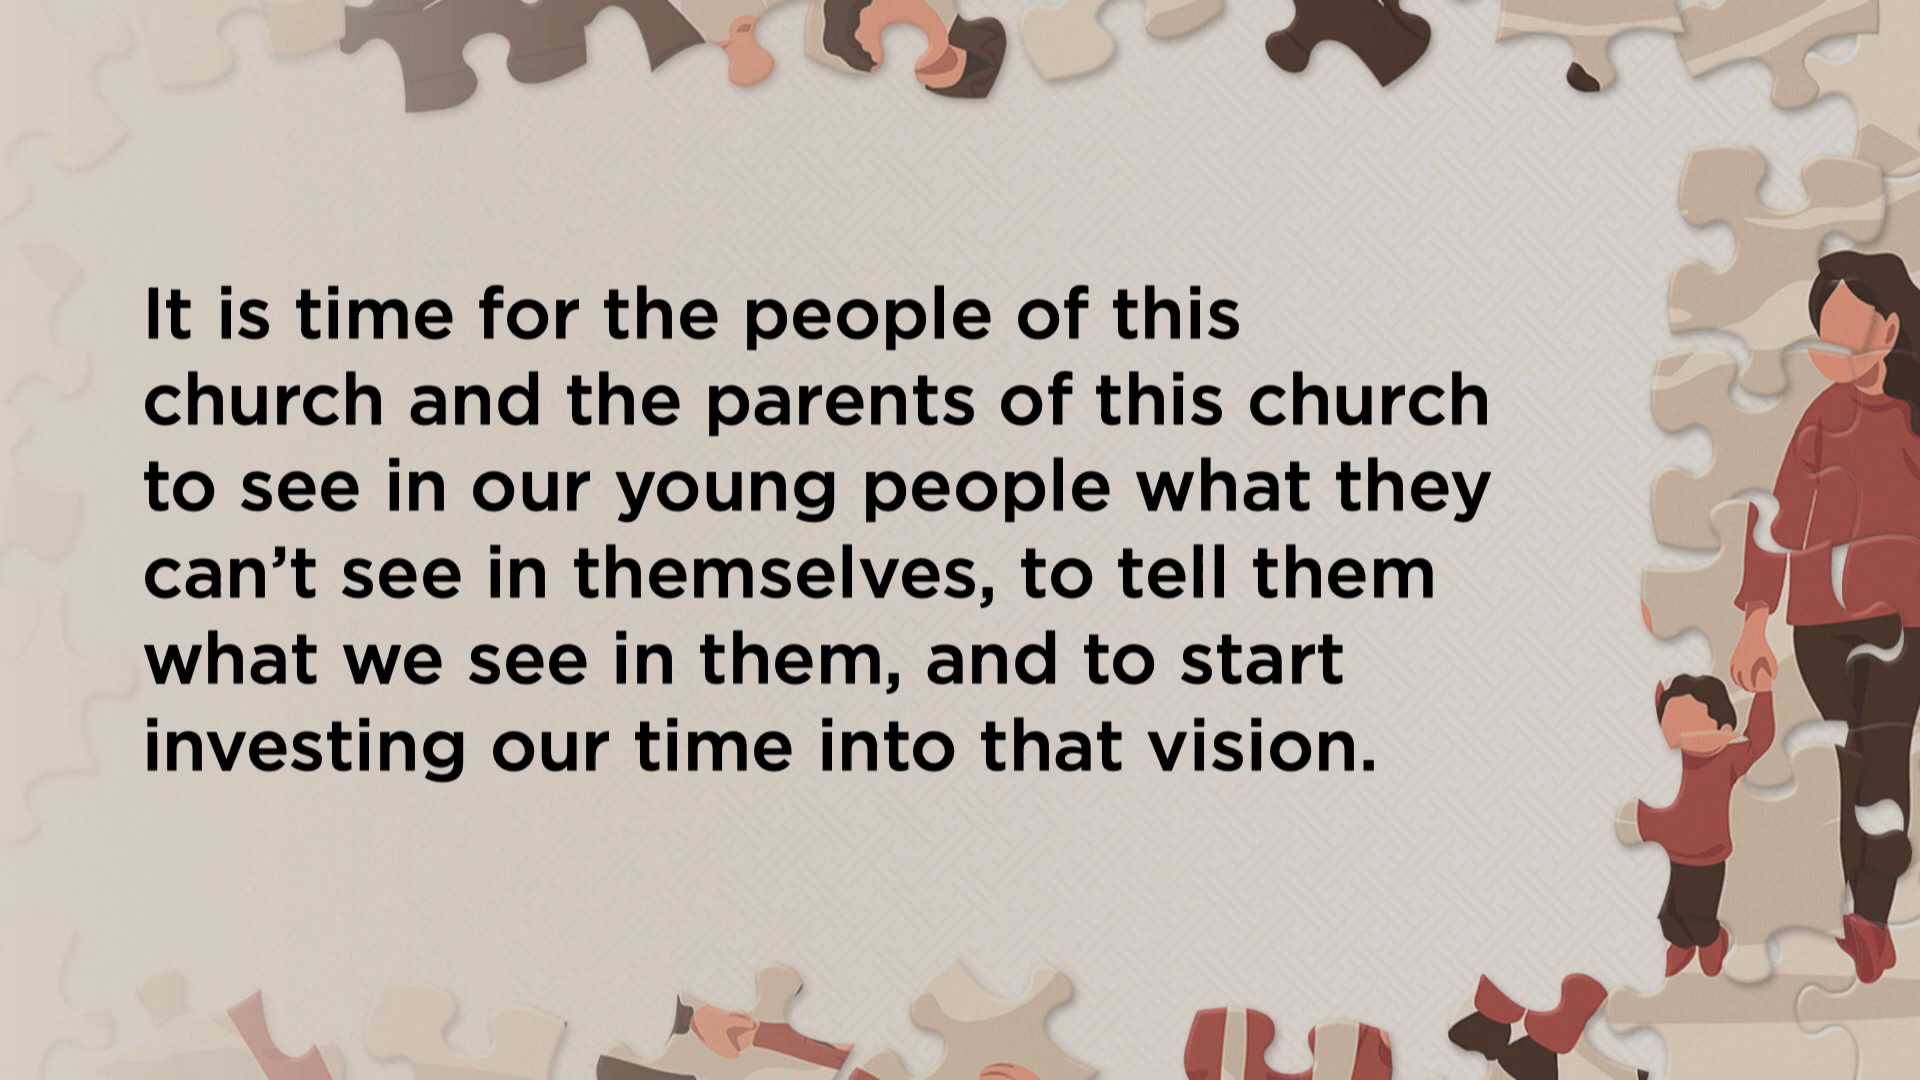 It is time for the people of this
church and the parents of this church
to see in our young people what they
can’t see in themselves, to tell them
what we see in them, and to start
investing our time into that vision.